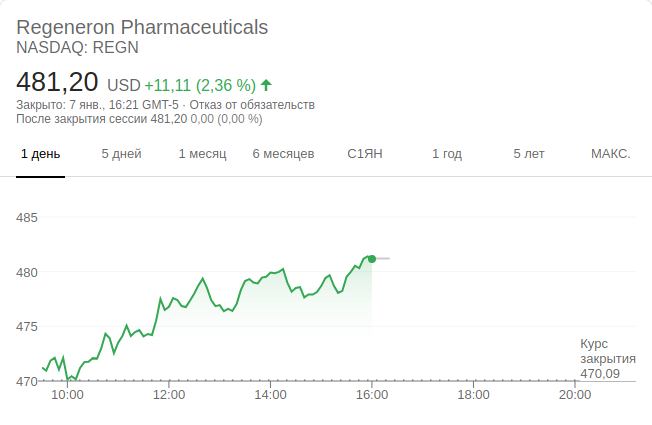 Regeneron Pharmaceuticals
NASDAQ: REGN
481,20 USD +11,11 (2,36 %)
Закрыто: 7 янв., 16:21 GMT-5 · Отказ от обязательств
После закрытия сессии 481,20 0,00 (0,00 %)
1 день 5 дней 1 месяц 6 месяцев С1ЯН 1 год 5 лет МАКС.
485
480
475
Курс
закрытия
470,09
470
10:00 12:00 14:00 16:00 18:00 20:00